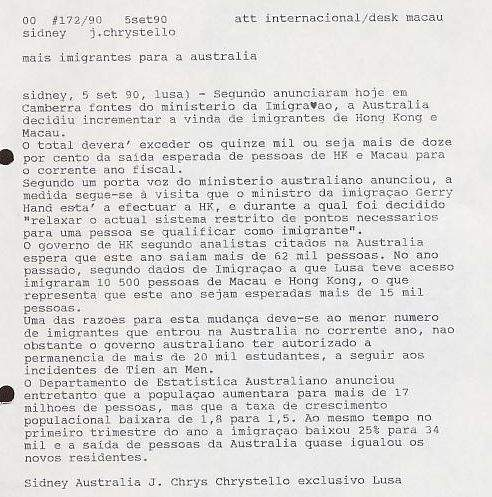 00  #172/90   5set90          att internacional/desk macau
sidney   j.chrystello
mais imigrantes para a australia
sidney, 5 set 90, lusa) - Segundo anunciaram hoje em
Camberra fontes do ministerio da Imigra♥ao, a Australia
decidiu incrementar a vinda de imigrantes de Hong Kong e
Macau.
O total devera' exceder os quinze mil ou seja mais de doze
por cento da saida esperada de pessoas de HK e Macau para
o corrente ano fiscal.
Segundo um porta voz do ministerio australiano anunciou, a
medida segue-se à visita que o ministro da imigraçao Gerry
Hand esta' a efectuar a HK, e durante a qual foi decidido
"relaxar o actual sistema restrito de pontos necessarios
para uma pessoa se qualificar como imigrante".
O governo de HK segundo analistas citados na Australia
espera que este ano saiam mais de 62 mil pessoas. No ano
passado, segundo dados de Imigraçao a que Lusa teve acesso
imigraram 10 500 pessoas de Macau e Hong Kong, o que
representa que este ano sejam esperadas mais de 15 mil
pessoas.
Uma das razoes para esta mudança deve-se ao menor numero
de imigrantes que entrou na Australia no corrente ano, nao
obstante o governo australiano ter autorizado a
permanencia de mais de 20 mil estudantes, a seguir aos
incidentes de Tien an Men.
O Departamento de Estatistica Australiano anunciou
entretanto que a populaçao aumentara para mais de 17
milhoes de pessoas, mas que a taxa de crescimento
populacional baixara de 1,8 para 1,5. Ao mesmo tempo no
primeiro trimestre do ano a imigraçao baixou 25% para 34
mil e a saida de pessoas da Australia quase igualou os
novos residentes.
Sidney Australia J. Chrys Chrystello exclusivo Lusa